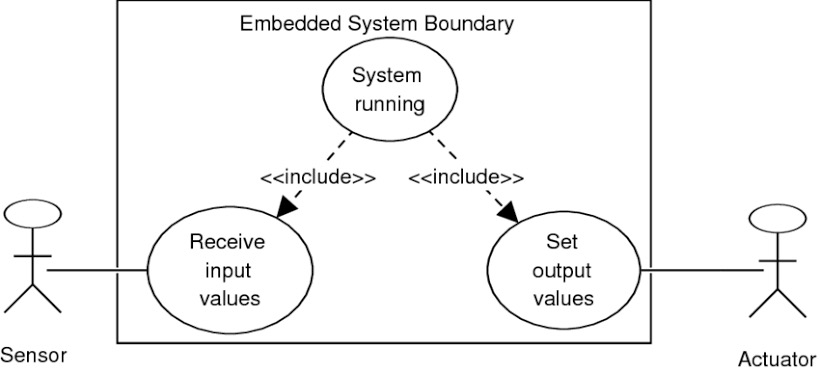 Embedded System Boundary
System
running
<<include>> <<include>>
Receive
input
values
Set
output
values
Sensor
Actuator